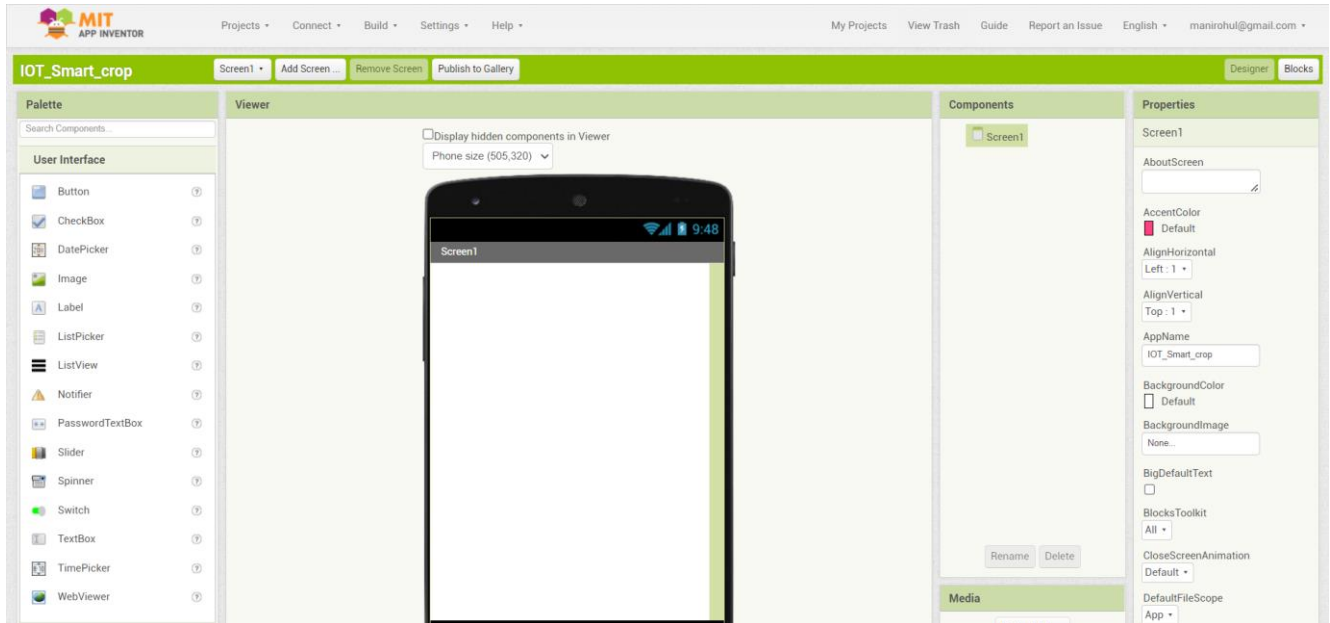 MIT
APP INVENTOR
Projects Connect Build Settings Help My Projects View Trash Guide Report an Issue English manirohul@gmail.com
IOT_Smart_crop Screen1 Add Screen ... Remove Screen Publish to Gallery Designer Blocks
Palette
Search Components...
User Interface
Button
CheckBox
DatePicker
Image
Label
ListPicker
ListView
Notifier
PasswordTextBox
Slider
Spinner
Switch
TextBox
TimePicker
WebViewer
Viewer
Display hidden components in Viewer
Phone size (505,320)
9:48
Screen1
Components
Screen1
Rename Delete
Media
Properties
Screen1
AboutScreen
AccentColor
Default
AlignHorizontal
Left : 1
AlignVertical
Top : 1
AppName
IOT_Smart_crop
BackgroundColor
Default
BackgroundImage
None...
BigDefaultText
BlocksToolkit
All
CloseScreenAnimation
Default
DefaultFileScope
App